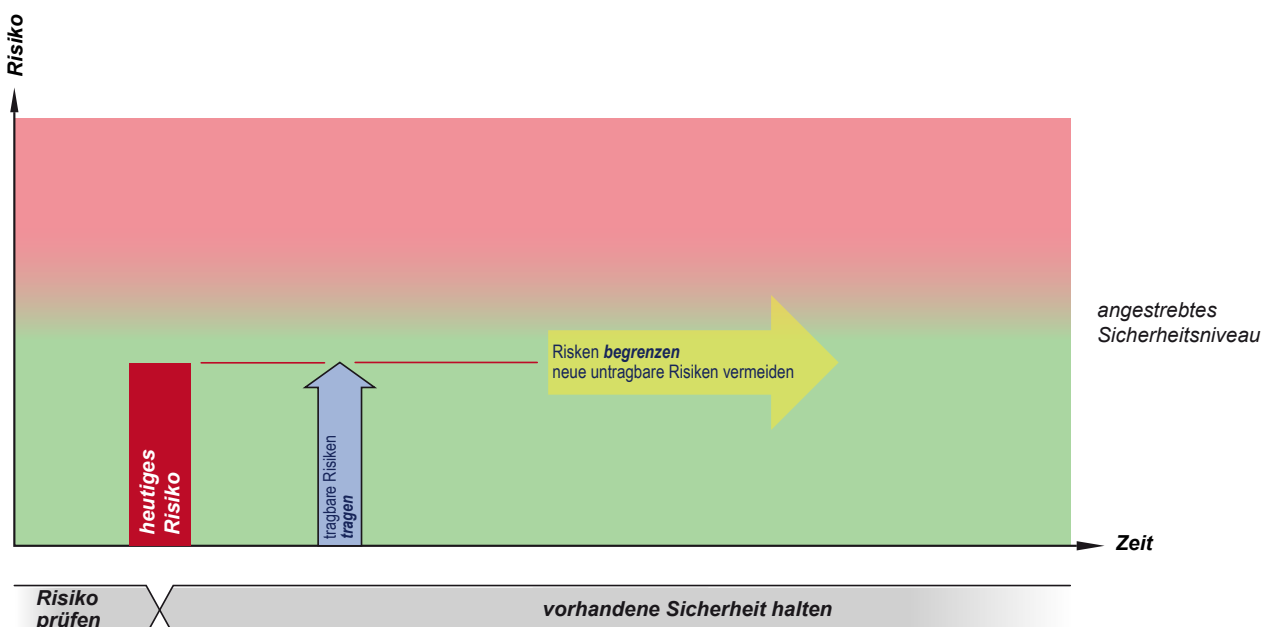 Risiko
angestrebtes
Sicherheitsniveau
Risken begrenzen
neue untragbare Risiken vermeiden
heutiges
Risiko
tragbare Risiken
tragen
Zeit
Risiko
prüfen
vorhandene Sicherheit halten